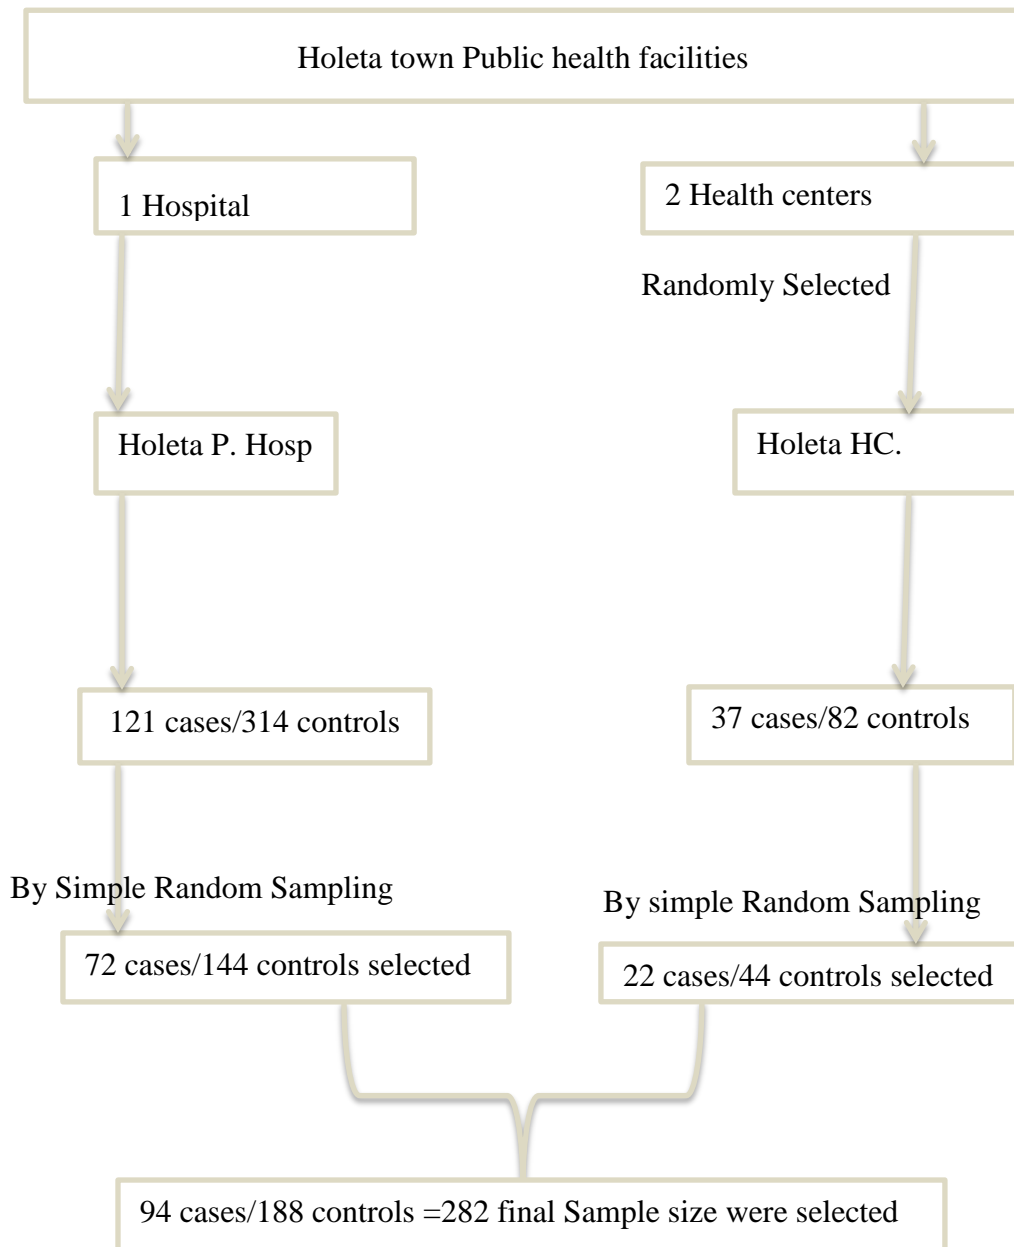 Holeta town Public health facilities
1 Hospital
2 Health centers
Randomly Selected
Holeta P. Hosp
Holeta HC.
121 cases/314 controls
37 cases/82 controls
By Simple Random Sampling
By simple Random Sampling
72 cases/144 controls selected
22 cases/44 controls selected
94 cases/188 controls =282 final Sample size were selected